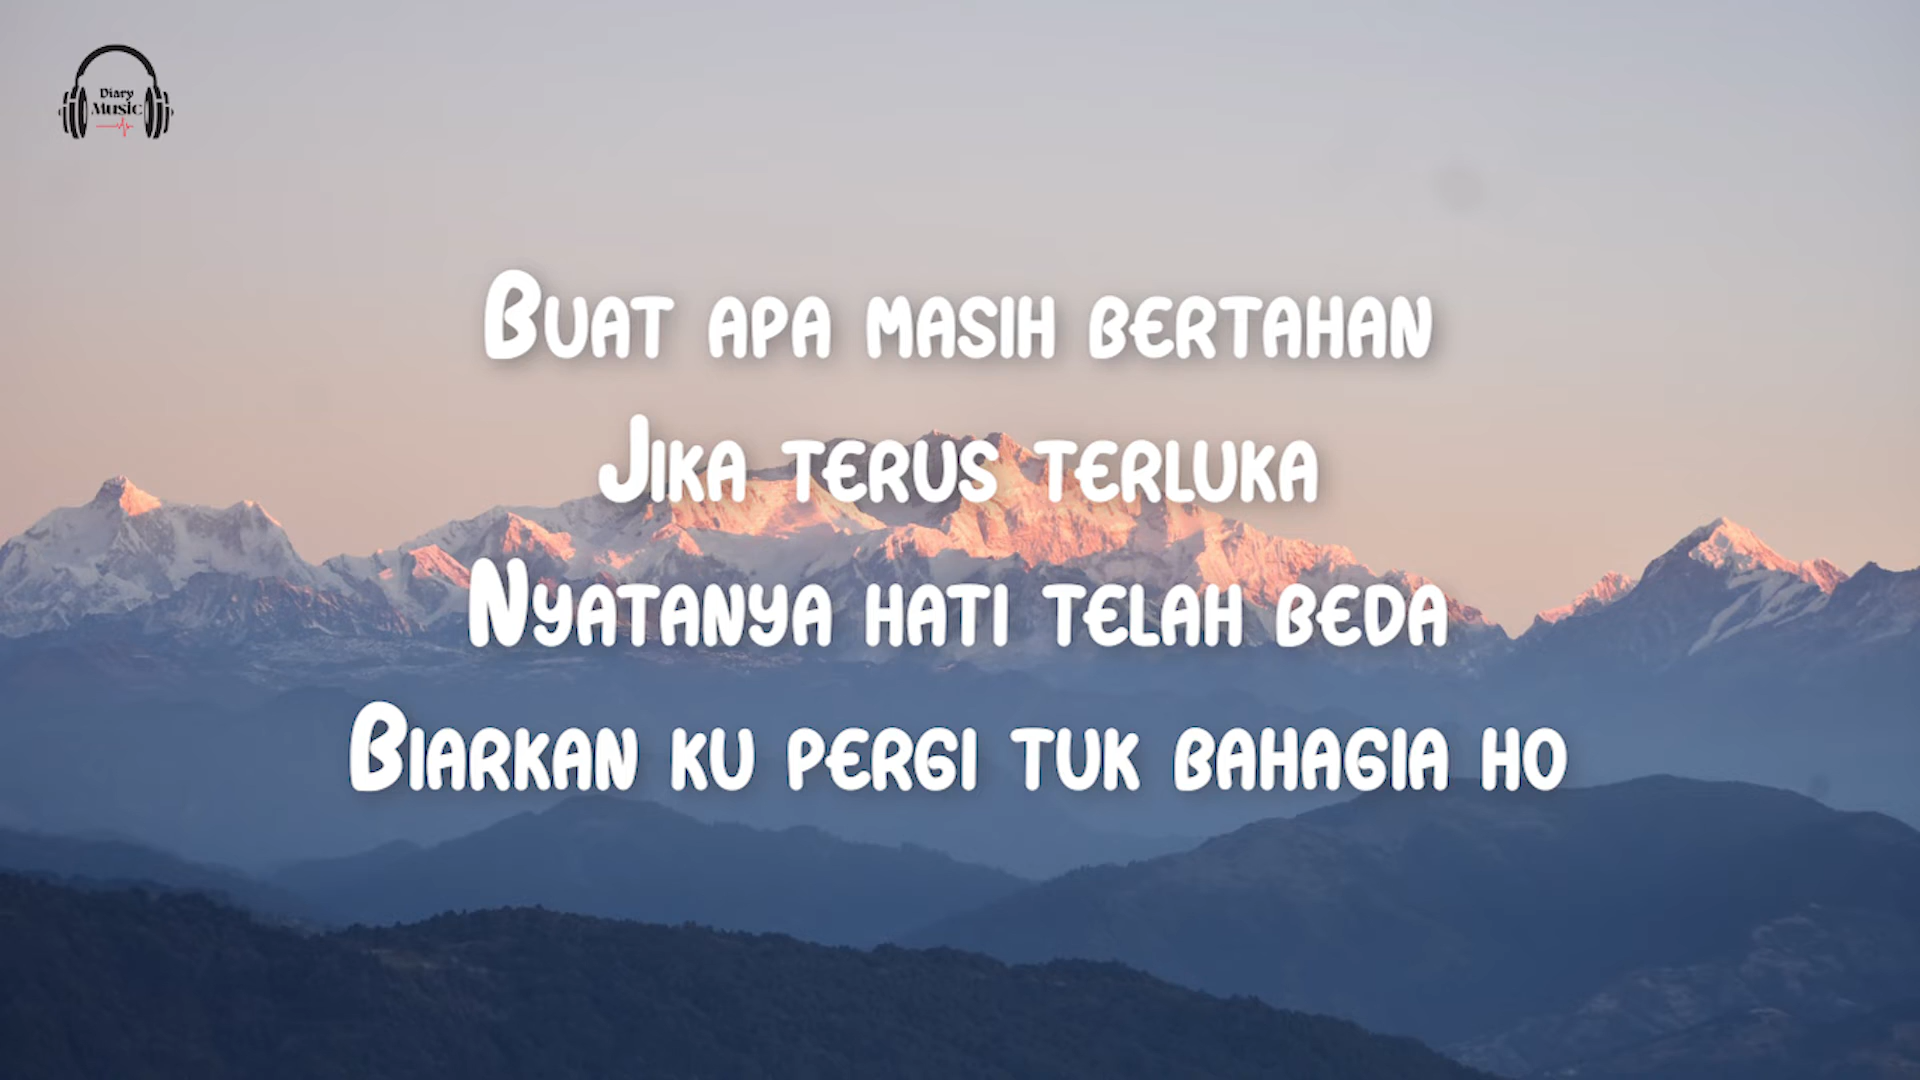 Diary
Music
Buat apa masih bertahan
Jika terus terluka
Nyatanya hati telah beda
Biarkan ku pergi tuk bahagia ho